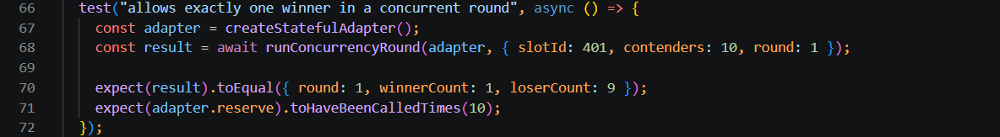 66 test("allows exactly one winner in a concurrent round", async () => {
67 const adapter = createStatefulAdapter();
68 const result = await runConcurrencyRound(adapter, { slotId: 401, contenders: 10, round: 1 });
69
70 expect(result).toEqual({ round: 1, winnerCount: 1, loserCount: 9 });
71 expect(adapter.reserve).toHaveBeenCalledTimes(10);
72 });